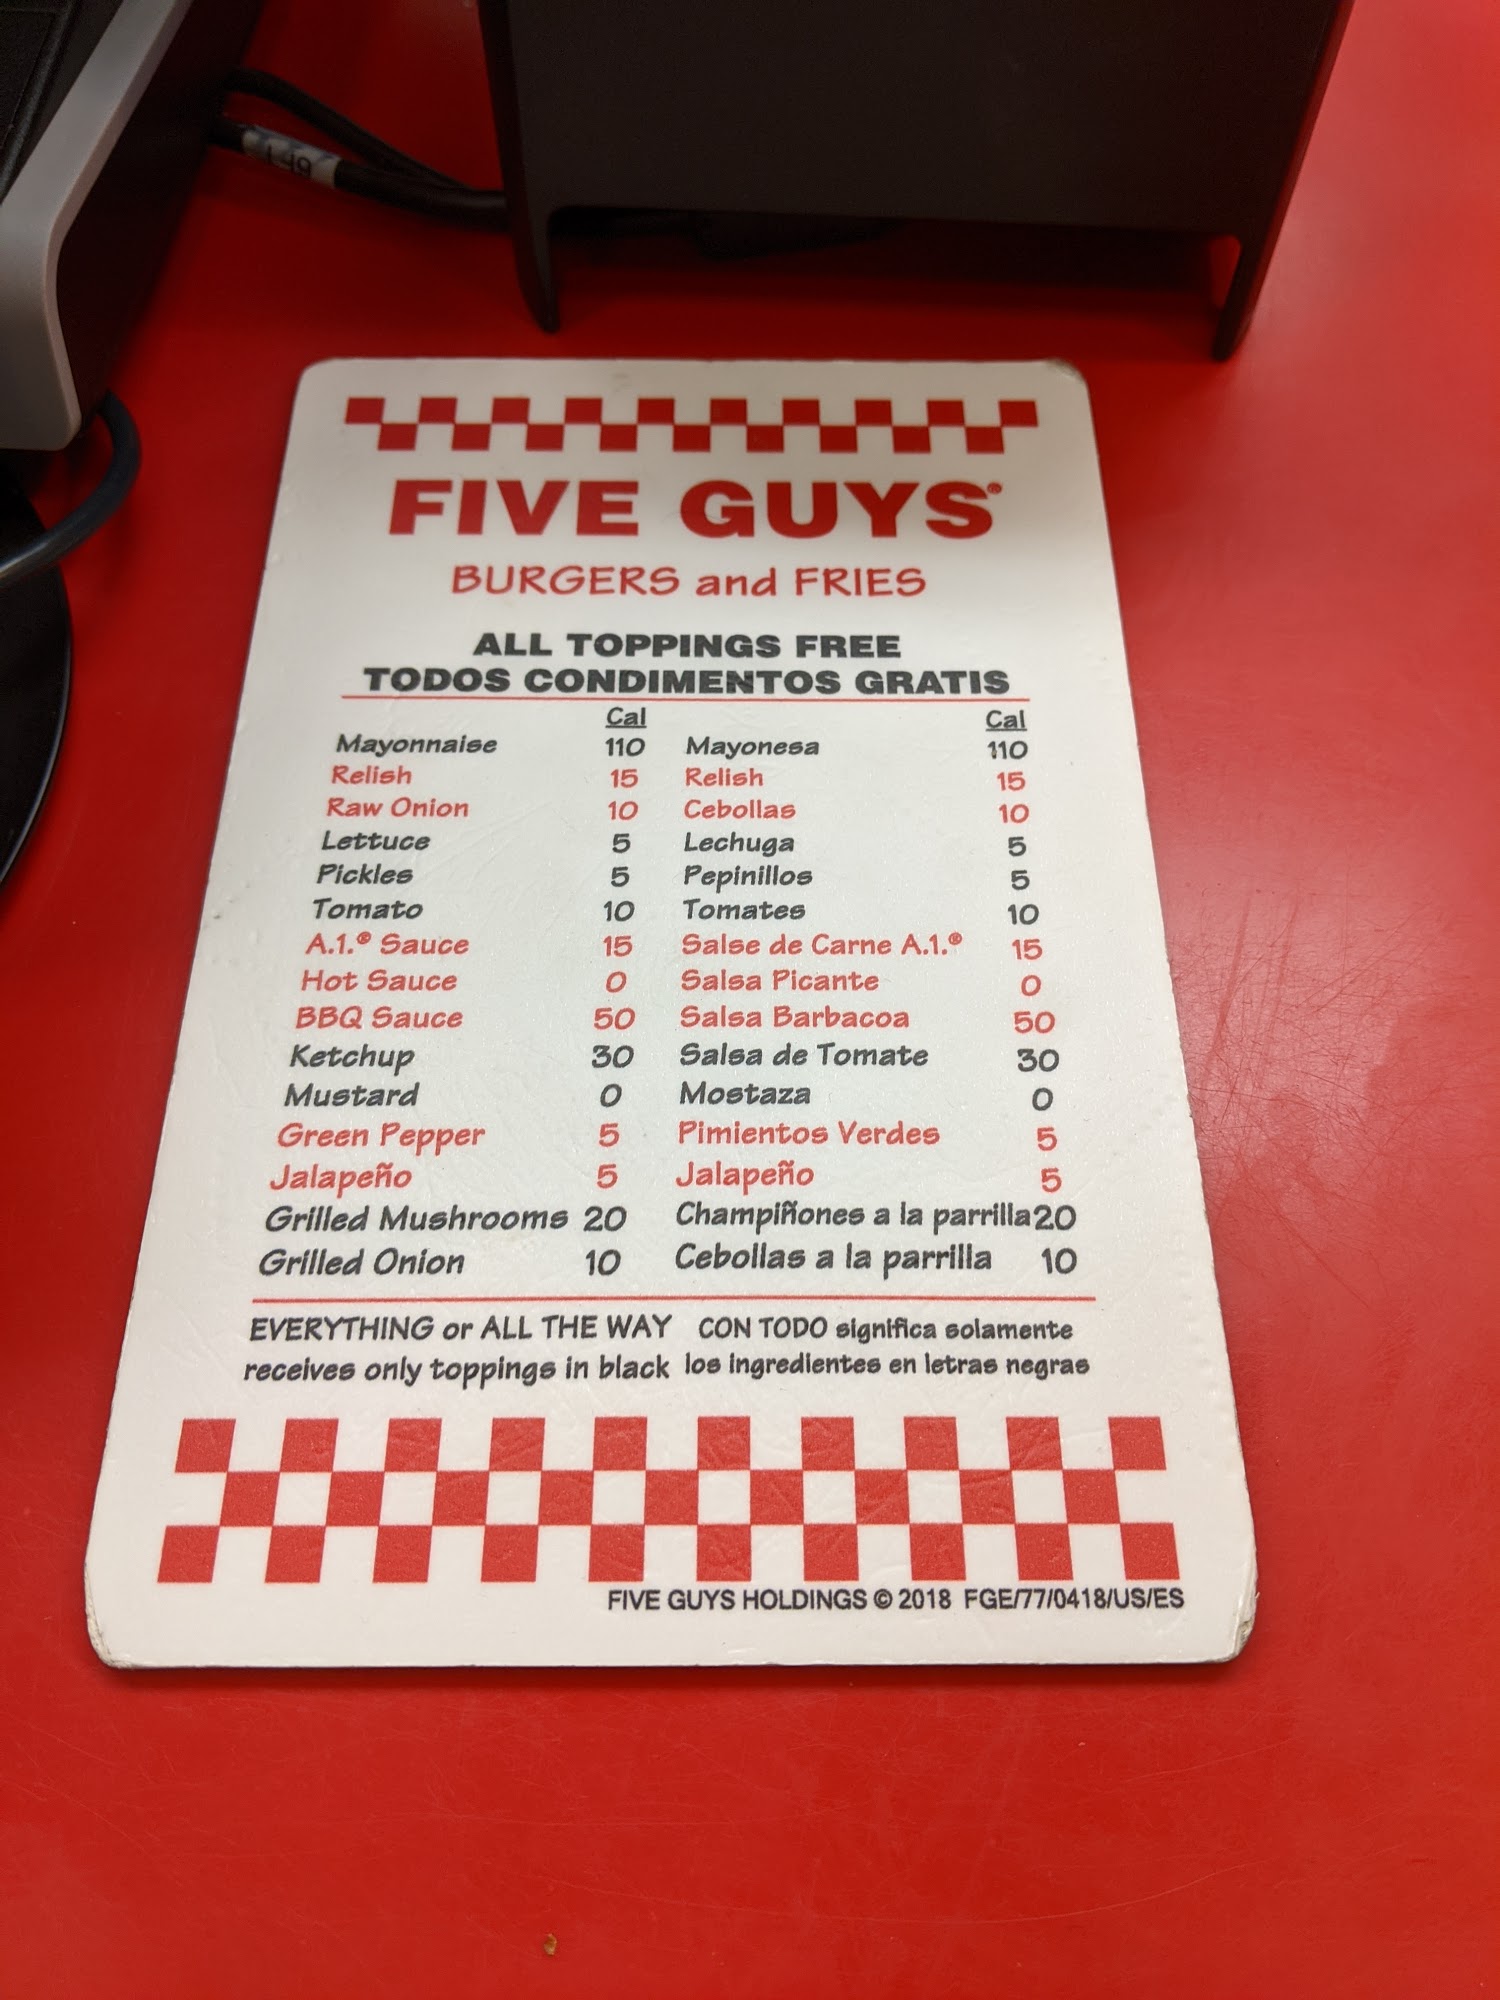 FIVE GUYS®
BURGERS and FRIES
ALL TOPPINGS FREE
TODOS CONDIMENTOS GRATIS
Cal Cal
Mayonnaise 110 Mayonesa 110
Relish 15 Relish 15
Raw Onion 10 Cebollas 10
Lettuce 5 Lechuga 5
Pickles 5 Pepinillos 5
Tomato 10 Tomates 10
A.1.® Sauce 15 Salse de Carne A.1.® 15
Hot Sauce 0 Salsa Picante 0
BBQ Sauce 50 Salsa Barbacoa 50
Ketchup 30 Salsa de Tomate 30
Mustard 0 Mostaza 0
Green Pepper 5 Pimientos Verdes 5
Jalapeño 5 Jalapeño 5
Grilled Mushrooms 20 Champiñones a la parrilla 20
Grilled Onion 10 Cebollas a la parrilla 10
EVERYTHING or ALL THE WAY CON TODO significa solamente
receives only toppings in black los ingredientes en letras negras
FIVE GUYS HOLDINGS © 2018 FGE/77/0418/US/ES